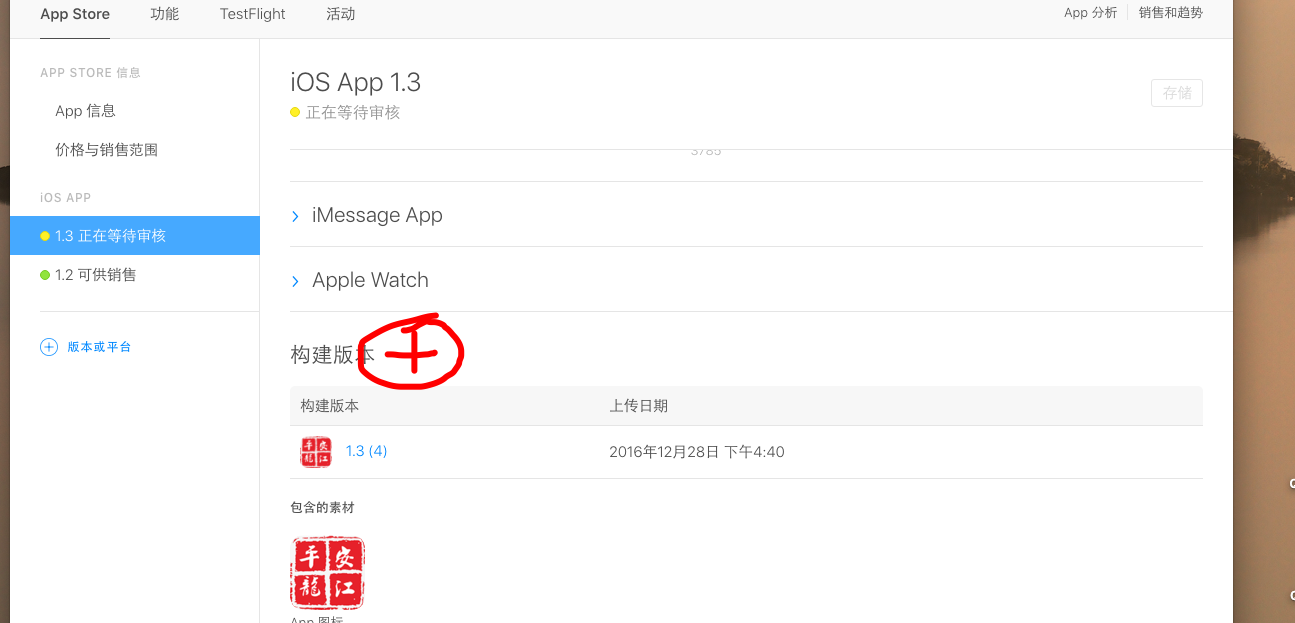 App Store 功能 TestFlight 活动 App 分析 销售和趋势
APP STORE 信息
App 信息
价格与销售范围
iOS APP
1.3 正在等待审核
1.2 可供销售
版本或平台
iOS App 1.3
存储
正在等待审核
3785
iMessage App
Apple Watch
构建版本
构建版本 上传日期
平安龍江 1.3 (4) 2016年12月28日 下午4:40
包含的素材
平安
龍江
App 图标